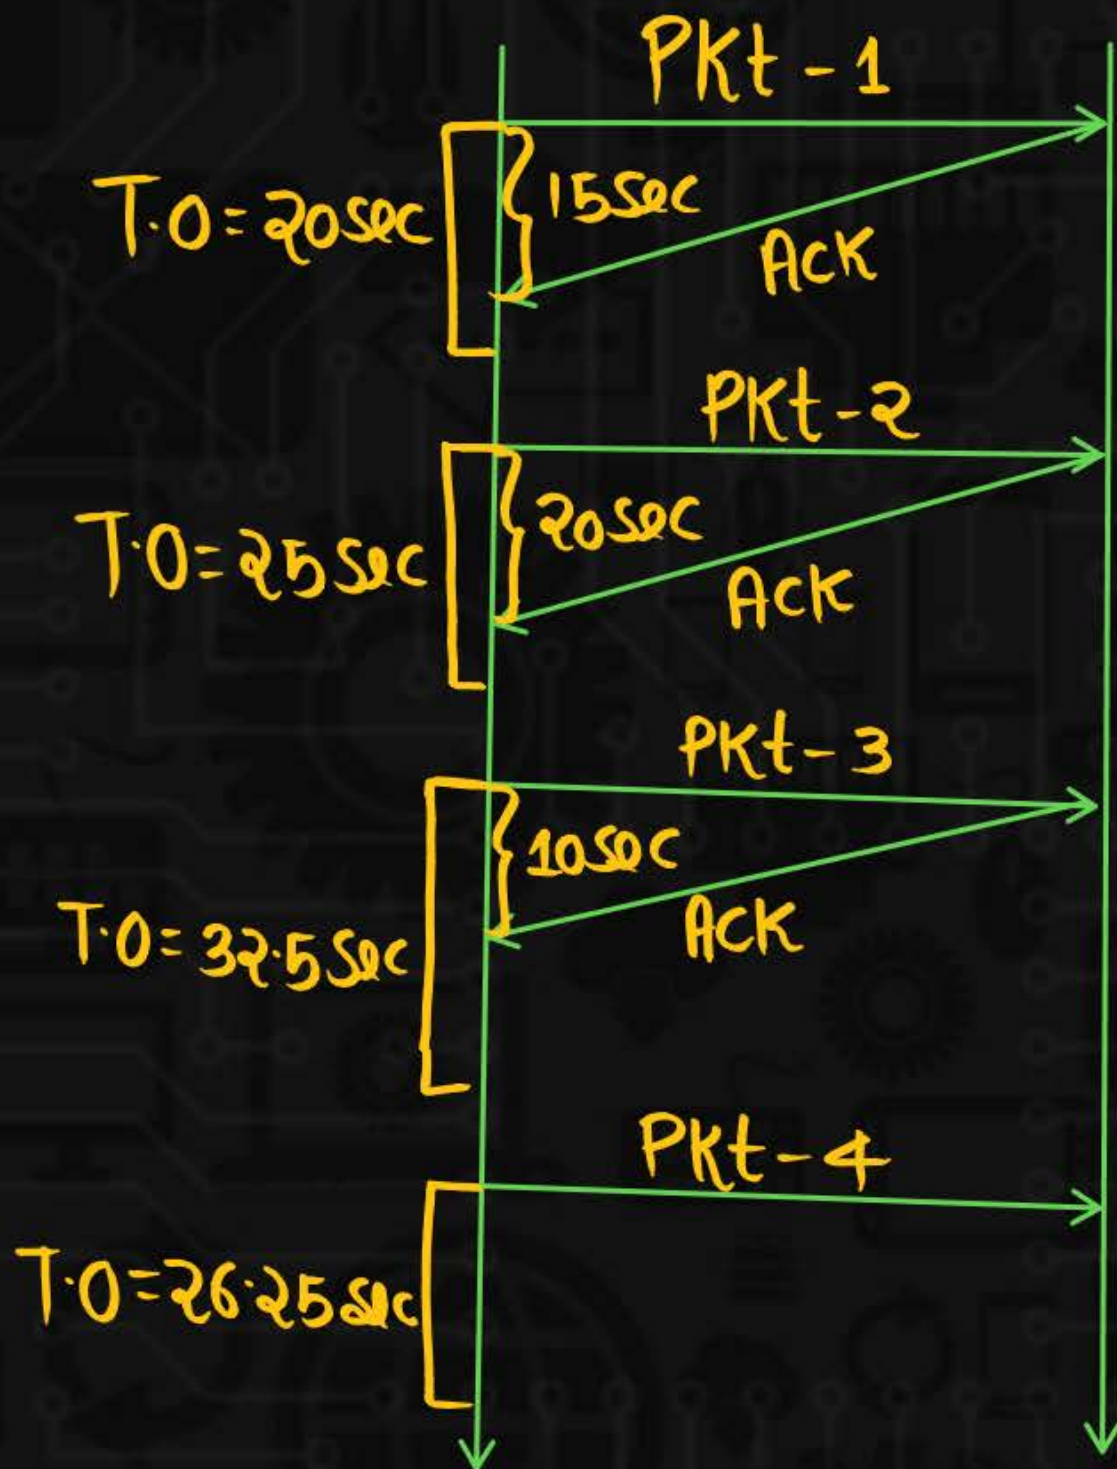 PKt - 1
T.O = 20sec
15sec
ACK
PKt - 2
T.O = 25sec
20sec
ACK
PKt - 3
10sec
T.O = 32.5sec
ACK
PKt - 4
T.O = 26.25sec